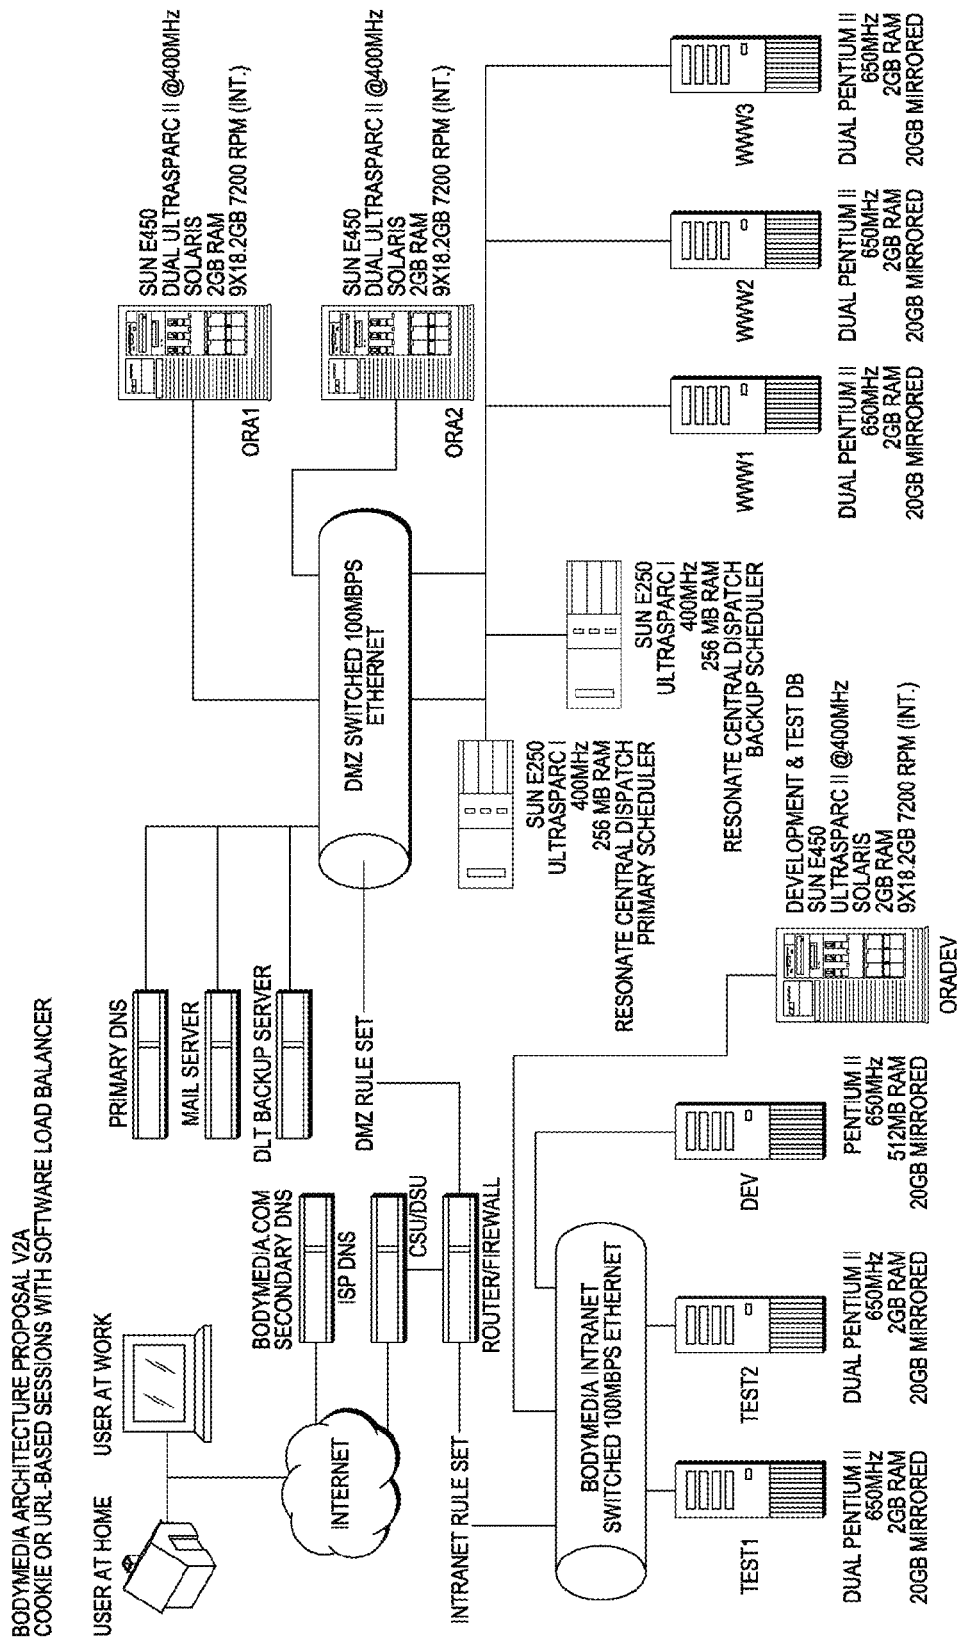 BODYMEDIA ARCHITECTURE PROPOSAL V2A
COOKIE OR URL-BASED SESSIONS WITH SOFTWARE LOAD BALANCER
USER AT HOME
USER AT WORK
INTERNET
BODYMEDIA.COM
SECONDARY DNS
ISP DNS
CSU/DSU
ROUTER/FIREWALL
INTRANET RULE SET
DMZ RULE SET
PRIMARY DNS
MAIL SERVER
DLT BACKUP SERVER
DMZ SWITCHED 100MBPS
ETHERNET
SUN E450
DUAL ULTRASPARC II @400MHz
SOLARIS
2GB RAM
9X18.2GB 7200 RPM (INT.)
ORA1
SUN E450
DUAL ULTRASPARC II @400MHz
SOLARIS
2GB RAM
9X18.2GB 7200 RPM (INT.)
ORA2
SUN E250
ULTRASPARC I
400MHz
256 MB RAM
RESONATE CENTRAL DISPATCH
PRIMARY SCHEDULER
SUN E250
ULTRASPARC I
400MHz
256 MB RAM
RESONATE CENTRAL DISPATCH
BACKUP SCHEDULER
WWW1
DUAL PENTIUM II
650MHz
2GB RAM
20GB MIRRORED
WWW2
DUAL PENTIUM II
650MHz
2GB RAM
20GB MIRRORED
WWW3
DUAL PENTIUM II
650MHz
2GB RAM
20GB MIRRORED
BODYMEDIA INTRANET
SWITCHED 100MBPS ETHERNET
TEST1
DUAL PENTIUM II
650MHz
2GB RAM
20GB MIRRORED
TEST2
DUAL PENTIUM II
650MHz
2GB RAM
20GB MIRRORED
DEV
PENTIUM II
650MHz
512MB RAM
20GB MIRRORED
DEVELOPMENT & TEST DB
SUN E450
ULTRASPARC II @400MHz
SOLARIS
2GB RAM
9X18.2GB 7200 RPM (INT.)
ORADEV